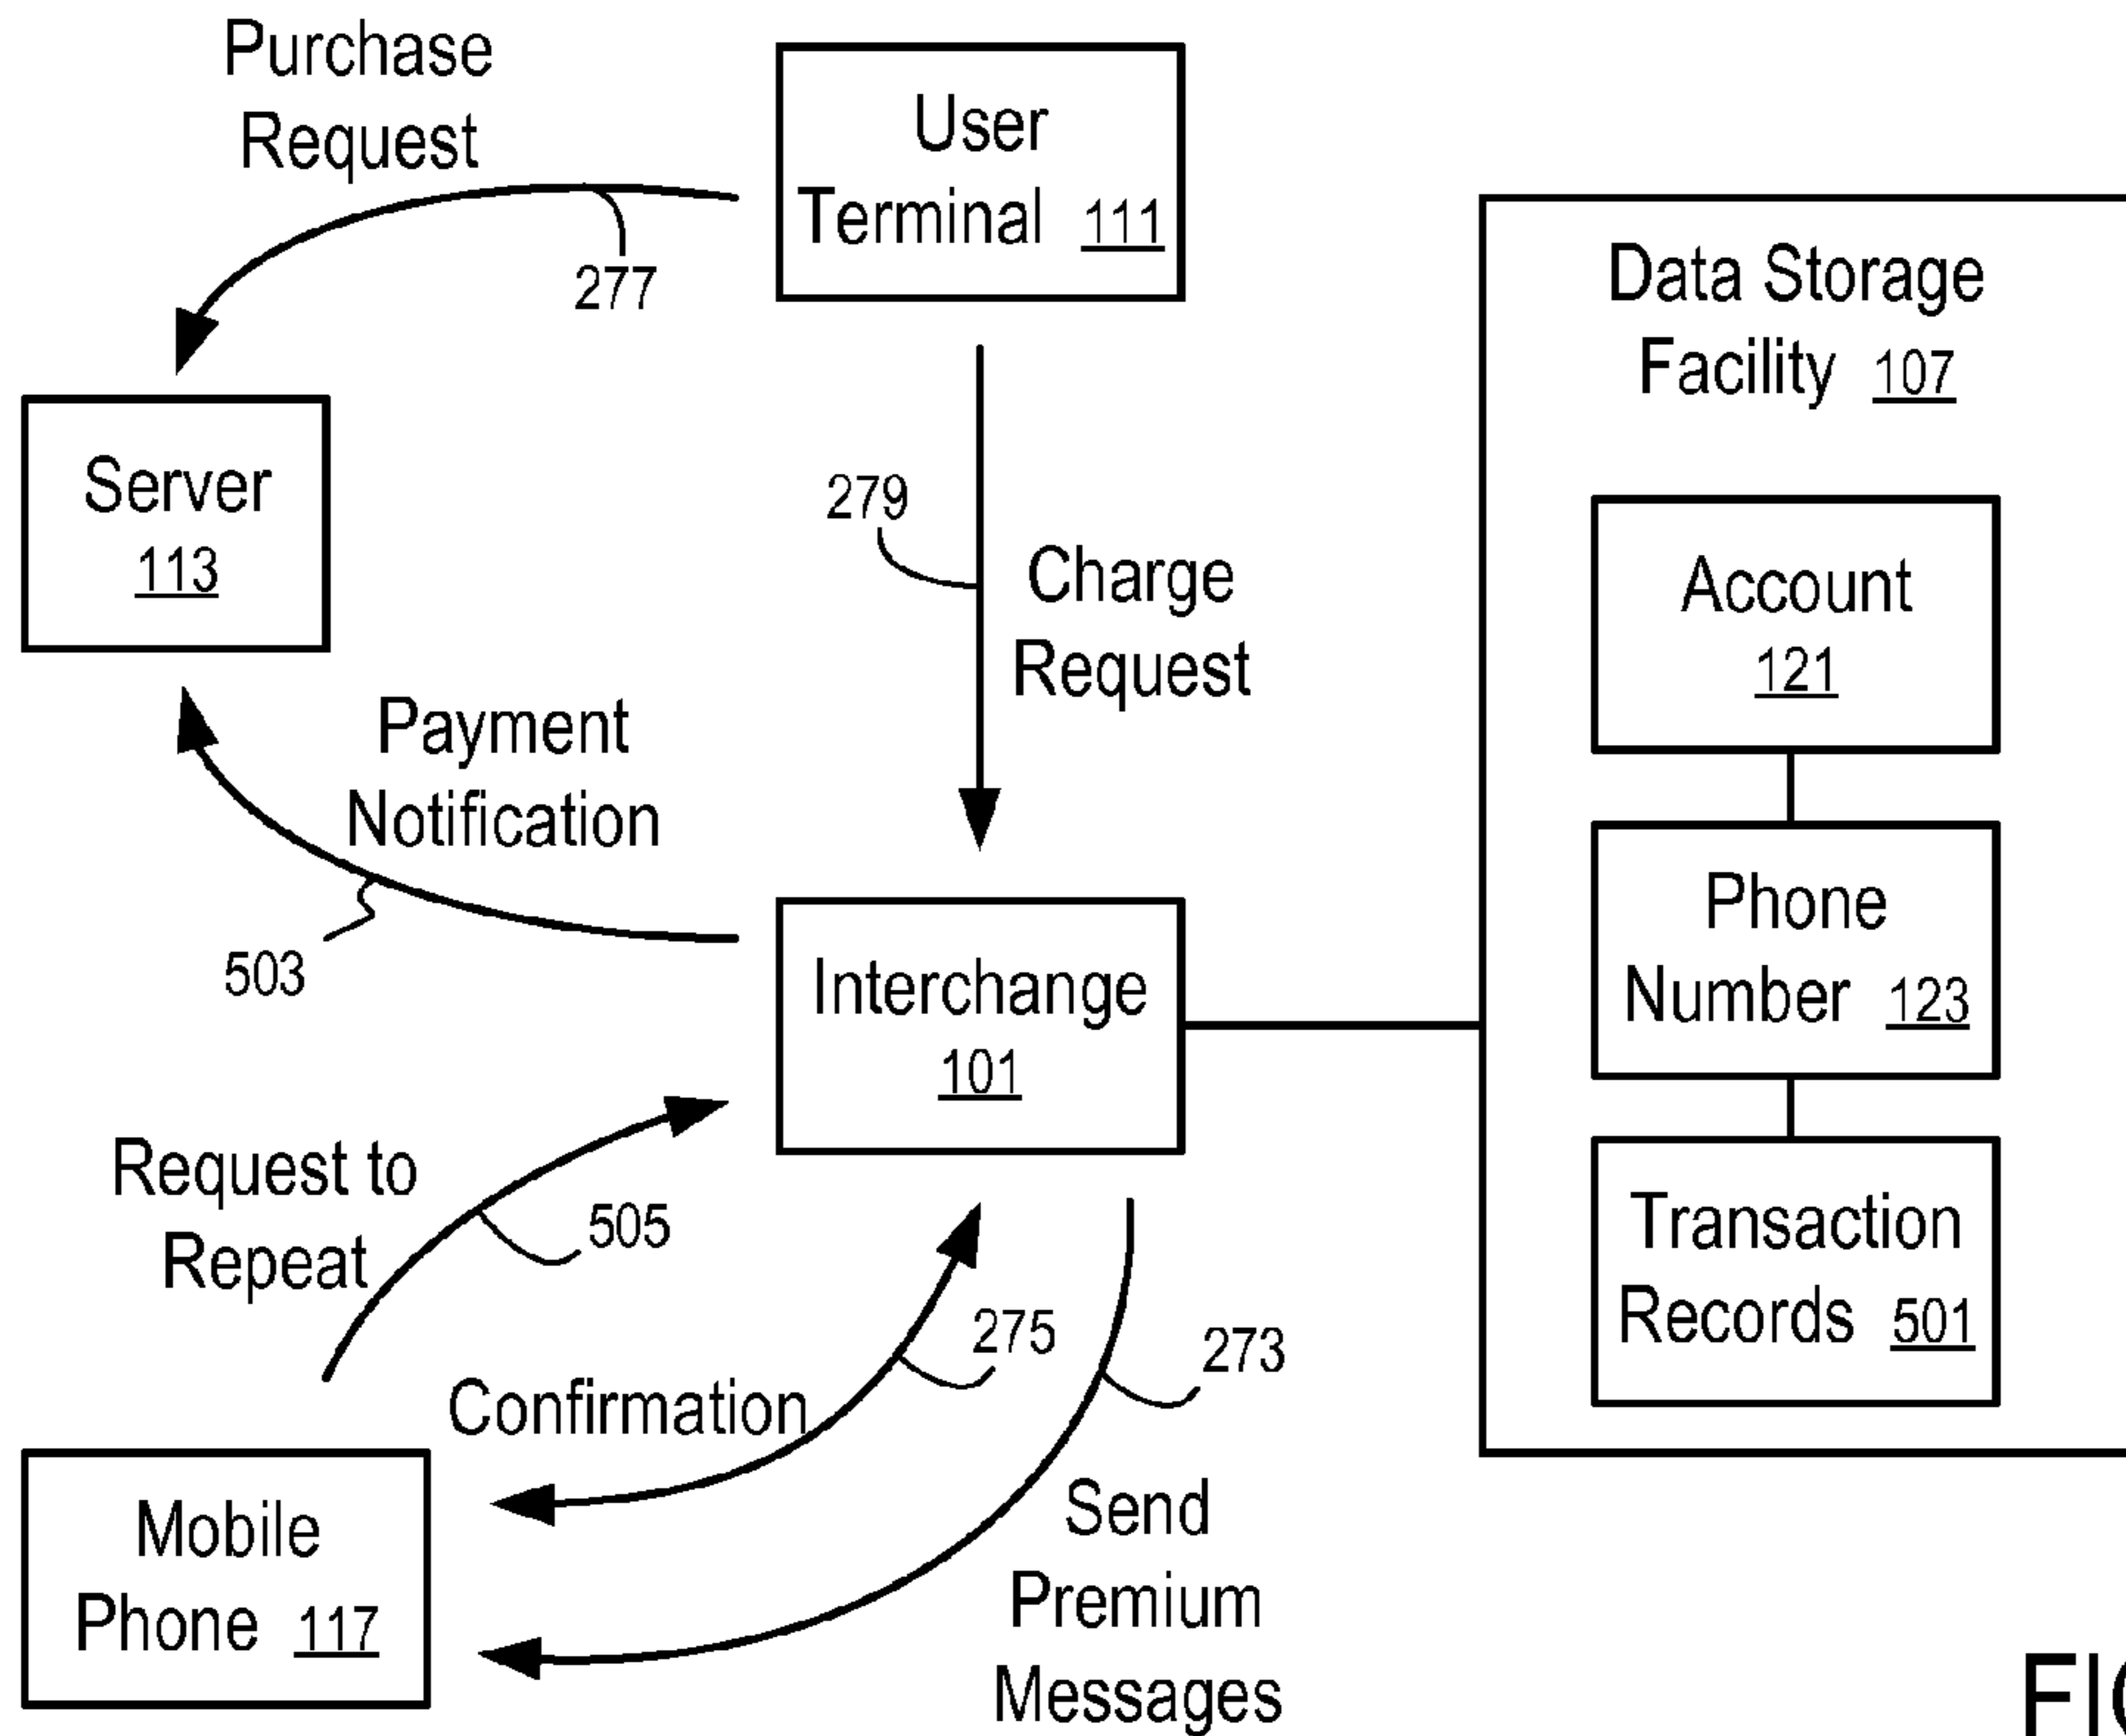 Purchase
Request
277
User
Terminal 111
Server
113
279
Charge
Request
Payment
Notification
503
Interchange
101
Request to
Repeat
505
Confirmation
275
273
Send
Premium
Messages
Mobile
Phone 117
Data Storage
Facility 107
Account
121
Phone
Number 123
Transaction
Records 501